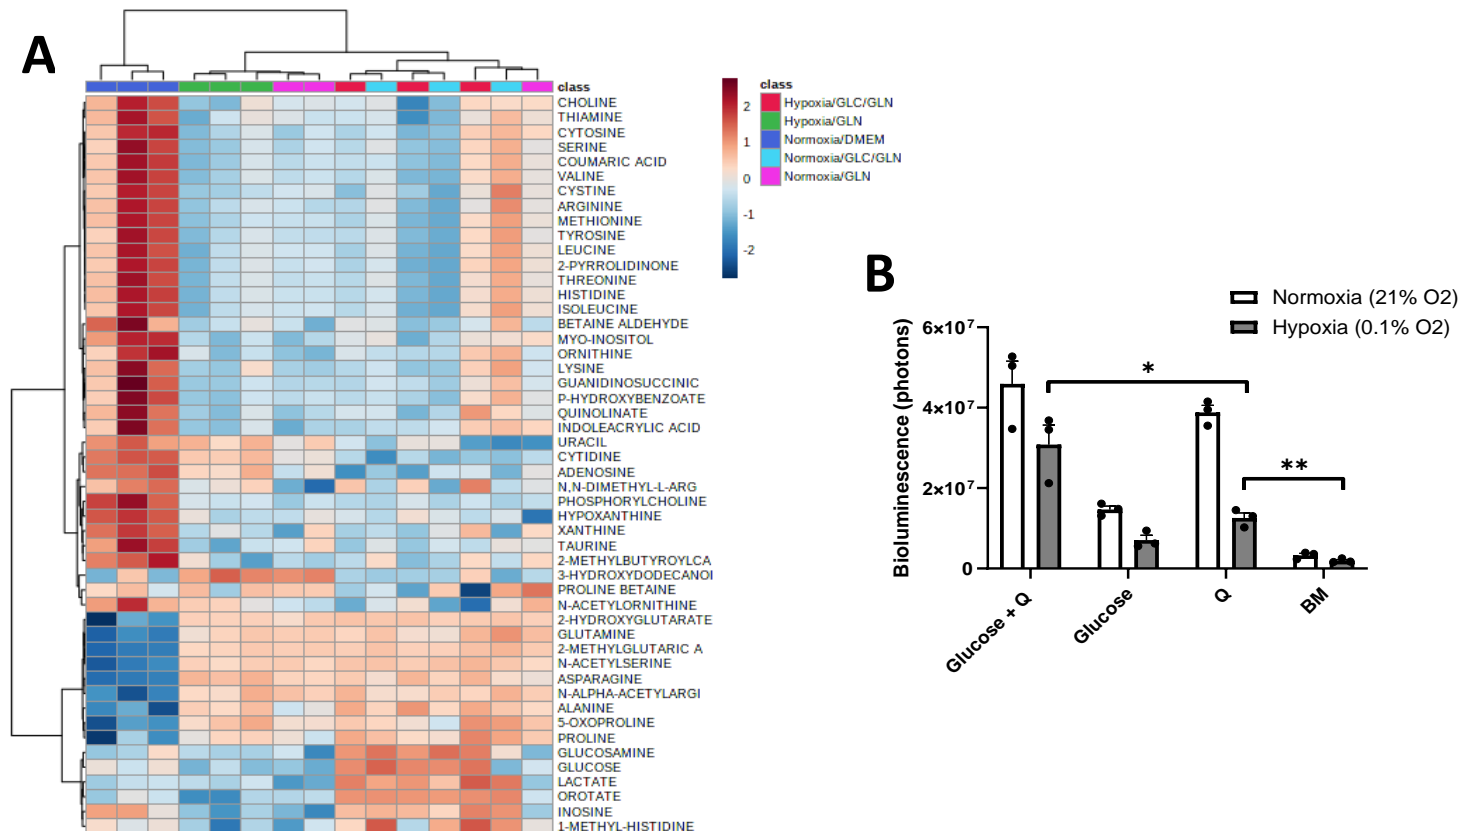 A
class
CHOLINE
THIAMINE
CYTOSINE
SERINE
COUMARIC ACID
VALINE
CYSTINE
ARGININE
METHIONINE
TYROSINE
LEUCINE
2-PYRROLIDINONE
THREONINE
HISTIDINE
ISOLEUCINE
BETAINE ALDEHYDE
MYO-INOSITOL
ORNITHINE
LYSINE
GUANIDINOSUCCINIC
P-HYDROXYBENZOATE
QUINOLINATE
INDOLEACRYLIC ACID
URACIL
CYTIDINE
ADENOSINE
N,N-DIMETHYL-L-ARG
PHOSPHORYLCHOLINE
HYPOXANTHINE
XANTHINE
TAURINE
2-METHYLBUTYROYLCA
3-HYDROXYDODECANOI
PROLINE BETAINE
N-ACETYLORNITHINE
2-HYDROXYGLUTARATE
GLUTAMINE
2-METHYLGLUTARIC A
N-ACETYLSERINE
ASPARAGINE
N-ALPHA-ACETYLARGI
ALANINE
5-OXOPROLINE
PROLINE
GLUCOSAMINE
GLUCOSE
LACTATE
OROTATE
INOSINE
1-METHYL-HISTIDINE
2
1
0
-1
-2
class
Hypoxia/GLC/GLN
Hypoxia/GLN
Normoxia/DMEM
Normoxia/GLC/GLN
Normoxia/GLN
B
Normoxia (21% O2)
Hypoxia (0.1% O2)
Bioluminescence (photons)
6×10⁷
4×10⁷
2×10⁷
0
*
**
Glucose + Q
Glucose
Q
BM